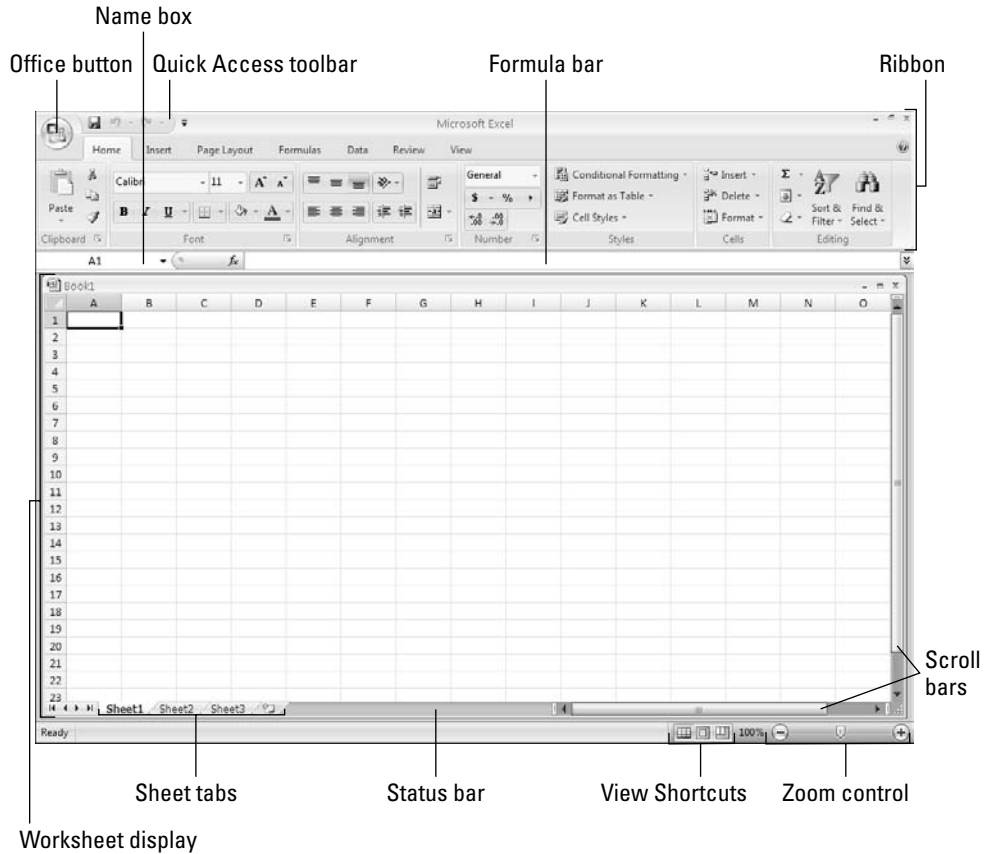 Name box
Office button Quick Access toolbar Formula bar Ribbon
Microsoft Excel
Home Insert Page Layout Formulas Data Review View
Calibri 11 A A General Conditional Formatting Insert Σ
Paste $ % , Format as Table Delete Sort & Find &
B I U A Cell Styles Format Filter Select
Clipboard Font Alignment Number Styles Cells Editing
A1 fx
Book1
A B C D E F G H I J K L M N O
1
2
3
4
5
6
7
8
9
10
11
12
13
14
15
16
17
18
19
20
21
22
23
Scroll
bars
Sheet1 Sheet2 Sheet3
Ready 100%
Sheet tabs Status bar View Shortcuts Zoom control
Worksheet display